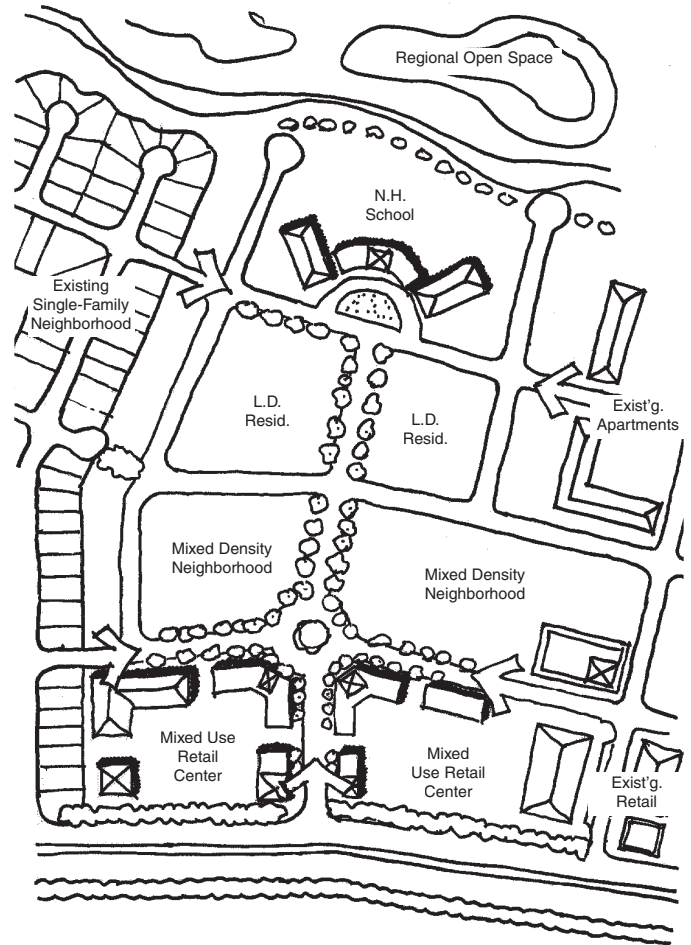 Regional Open Space
N.H.
School
Existing
Single-Family
Neighborhood
L.D.
Resid.
L.D.
Resid.
Exist'g.
Apartments
Mixed Density
Neighborhood
Mixed Density
Neighborhood
Mixed Use
Retail
Center
Mixed
Use Retail
Center
Exist'g.
Retail